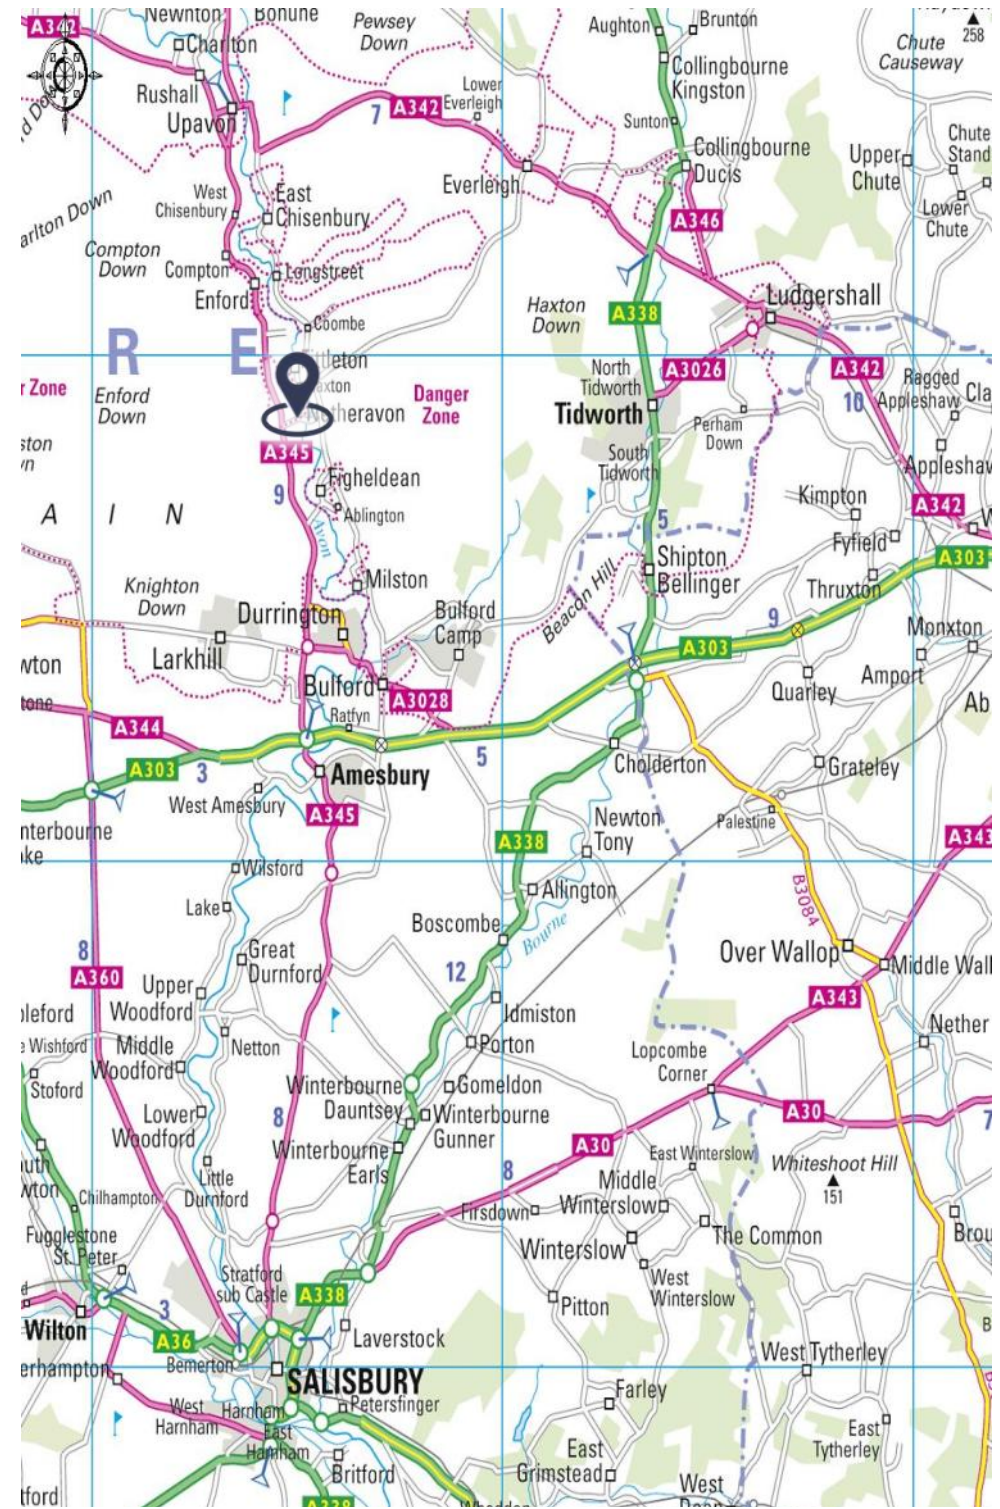 Newnton
Bohune
Pewsey
Down
Aughton
Brunton
258
A342
Charlton
Chute
Causeway
Collingbourne
Kingston
Rushall
Lower
Everleigh
A342
7
Upavon
Sunton
Collingbourne
Ducis
Chute
Upper
Chute
Everleigh
West
Chisenbury
East
Chisenbury
Lower
Chute
A346
Compton
Down
Compton
Longstreet
Enford
Ludgershall
Haxton
Down
A338
Coombe
R
E
North
Tidworth
A3026
A342
Danger
Zone
Zone
Enford
Down
Netheravon
Ragged
Appleshaw
10
Tidworth
Perham
Down
A345
South
Tidworth
Figheldean
9
Kimpton
A342
Ablington
A I N
Avon
5
Fyfield
A303
Shipton
Bellinger
Milston
Thruxton
Knighton
Down
Durrington
Bulford
Camp
Beacon Hill
9
Monxton
A303
Larkhill
Amport
Bulford
Quarley
A3028
Ratfyn
A344
5
Cholderton
Grateley
A303
3
Amesbury
West Amesbury
A345
Newton
Tony
Palestine
A343
A338
Wilsford
Allington
B3084
Lake
Boscombe
Bourne
Great
Durnford
Over Wallop
8
12
A360
Upper
Woodford
A343
Idmiston
Nether
Wishford
Middle
Woodford
Netton
Porton
Lopcombe
Corner
Stoford
Winterbourne
Dauntsey
Gomeldon
Lower
Woodford
8
Winterbourne
Gunner
A30
7
Winterbourne
Earls
A30
East Winterslow
Whiteshoot Hill
151
Little
Durnford
8
Middle
Winterslow
Chilhampton
Firsdown
The Common
Fugglestone
St. Peter
Winterslow
Stratford
sub Castle
West
Winterslow
A338
Pitton
3
Wilton
A36
Laverstock
Bemerton
West Tytherley
SALISBURY
Petersfinger
Farley
West
Harnham
Harnham
East
Harnham
East
Tytherley
Britford
East
Grimstead
West